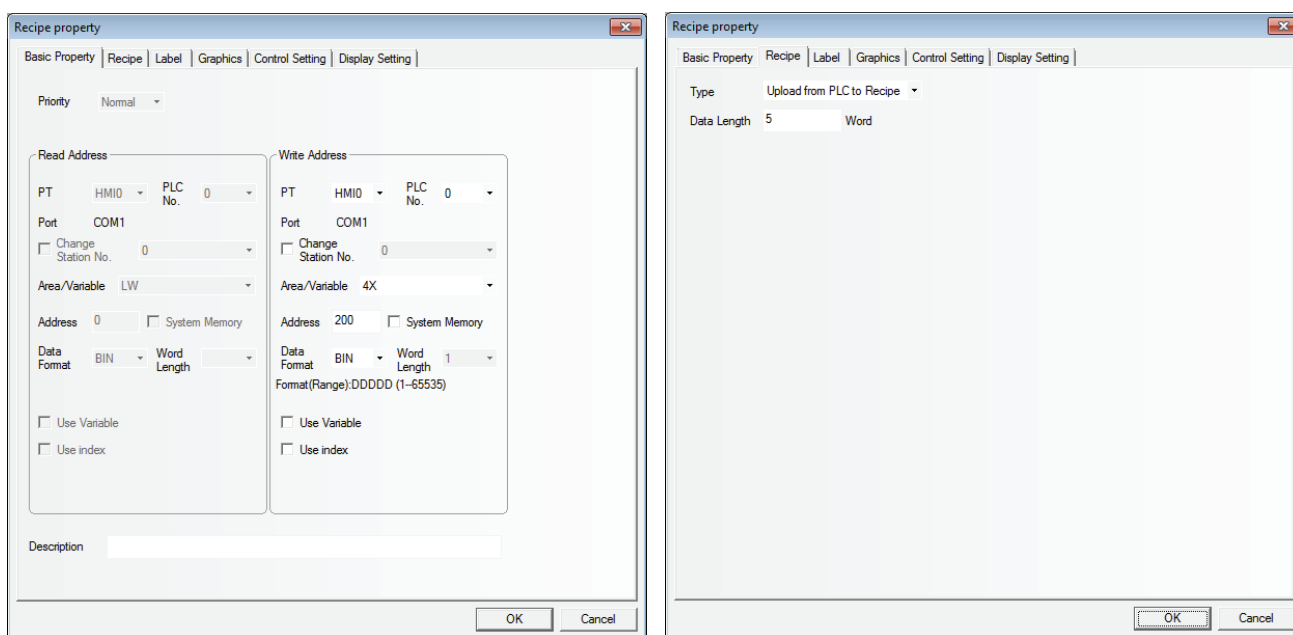 Recipe property
Basic Property Recipe Label Graphics Control Setting Display Setting
Priority Normal
Read Address
PT HMI0 PLC No. 0
Port COM1
Change Station No. 0
Area/Variable LW
Address 0 System Memory
Data Format BIN Word Length
Use Variable
Use index
Write Address
PT HMI0 PLC No. 0
Port COM1
Change Station No. 0
Area/Variable 4X
Address 200 System Memory
Data Format BIN Word Length 1
Format(Range):DDDDD (1--65535)
Use Variable
Use index
Description
OK Cancel
Recipe property
Basic Property Recipe Label Graphics Control Setting Display Setting
Type Upload from PLC to Recipe
Data Length 5 Word
OK Cancel